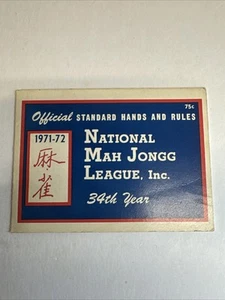 75¢
Official STANDARD HANDS AND RULES
1971-72
麻
雀
NATIONAL
MAH JONGG
LEAGUE, Inc.
34th Year